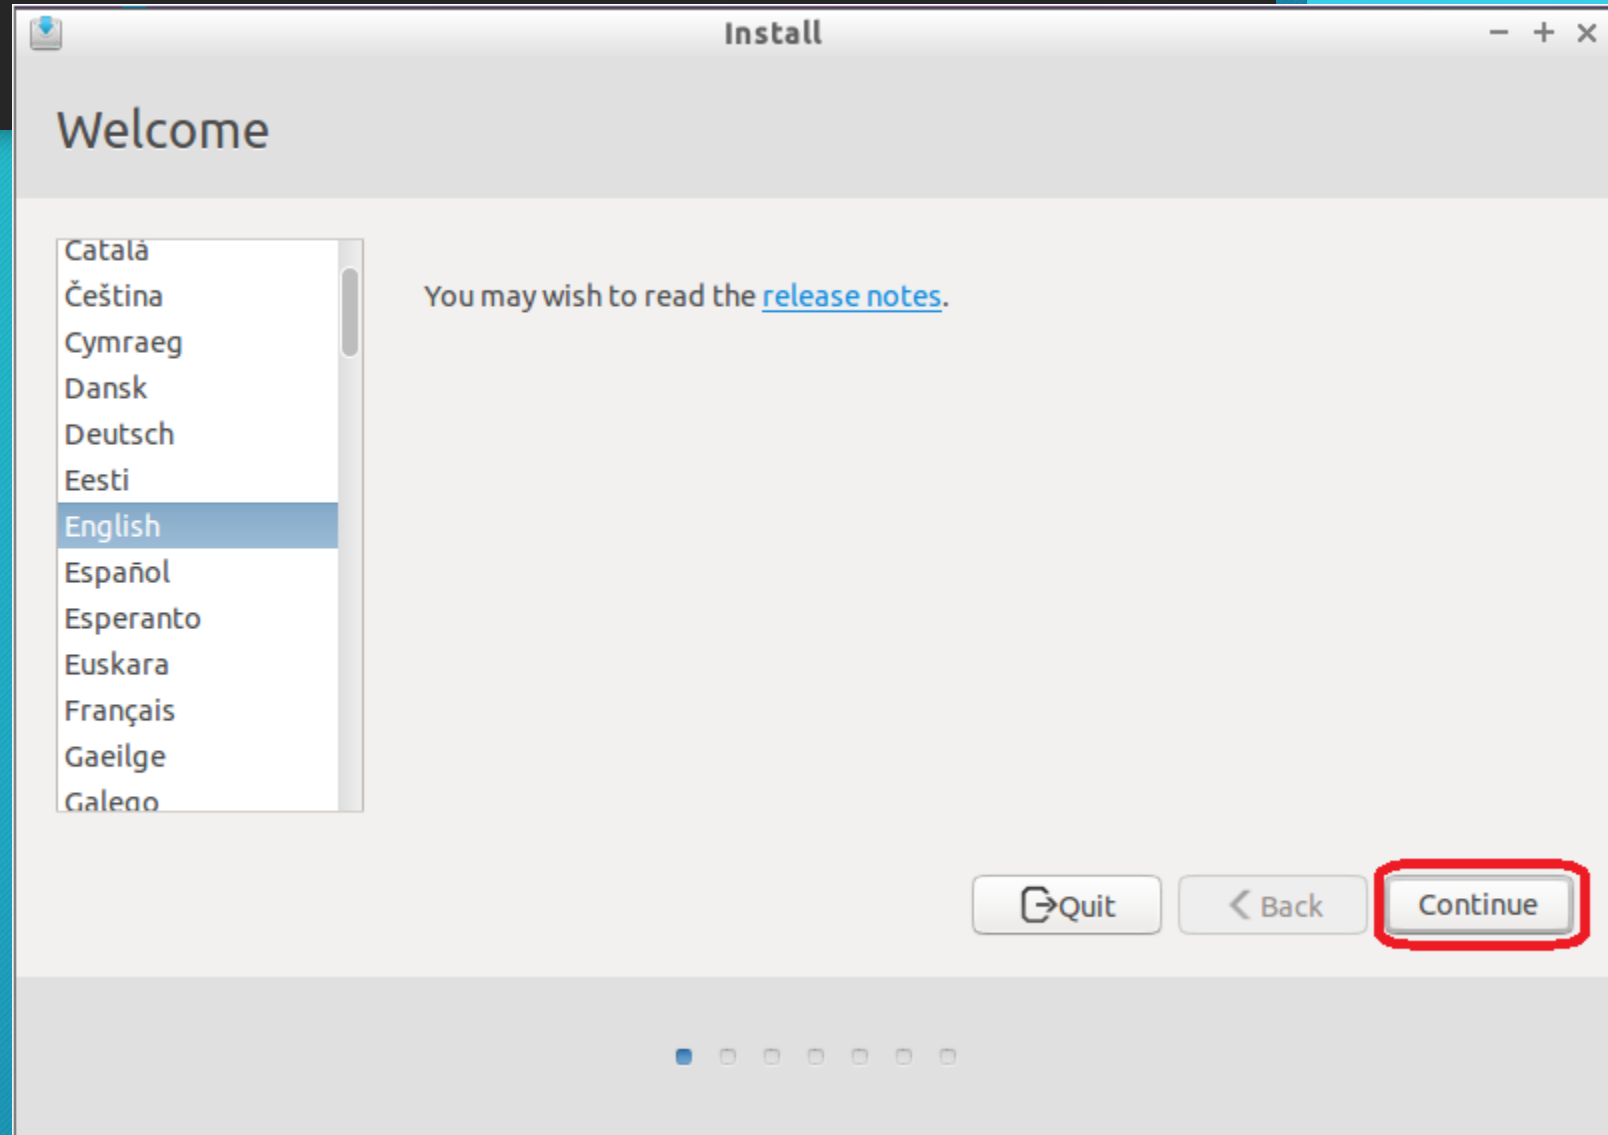 Install
Welcome
Català
Čeština
Cymraeg
Dansk
Deutsch
Eesti
English
Español
Esperanto
Euskara
Français
Gaeilge
Galego
You may wish to read the release notes.
Quit
Back
Continue